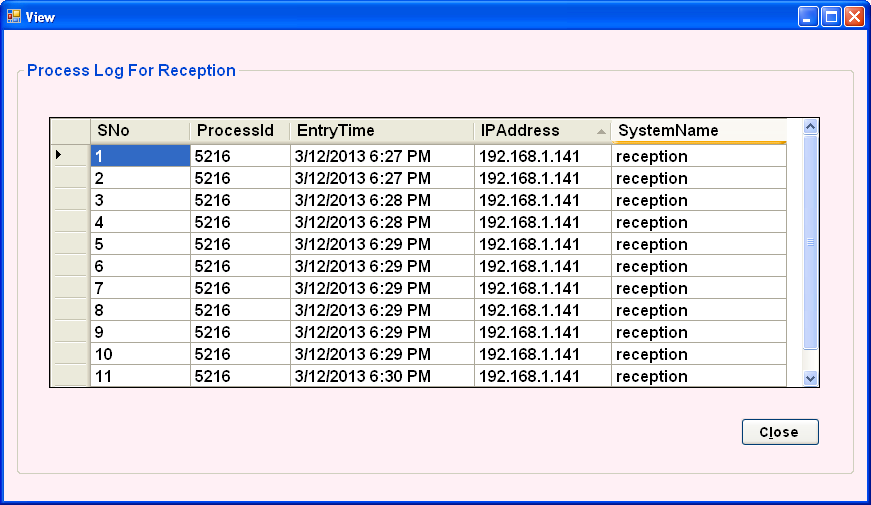 View
Process Log For Reception
SNo ProcessId EntryTime IPAddress SystemName
1 5216 3/12/2013 6:27 PM 192.168.1.141 reception
2 5216 3/12/2013 6:27 PM 192.168.1.141 reception
3 5216 3/12/2013 6:28 PM 192.168.1.141 reception
4 5216 3/12/2013 6:28 PM 192.168.1.141 reception
5 5216 3/12/2013 6:29 PM 192.168.1.141 reception
6 5216 3/12/2013 6:29 PM 192.168.1.141 reception
7 5216 3/12/2013 6:29 PM 192.168.1.141 reception
8 5216 3/12/2013 6:29 PM 192.168.1.141 reception
9 5216 3/12/2013 6:29 PM 192.168.1.141 reception
10 5216 3/12/2013 6:29 PM 192.168.1.141 reception
11 5216 3/12/2013 6:30 PM 192.168.1.141 reception
Close